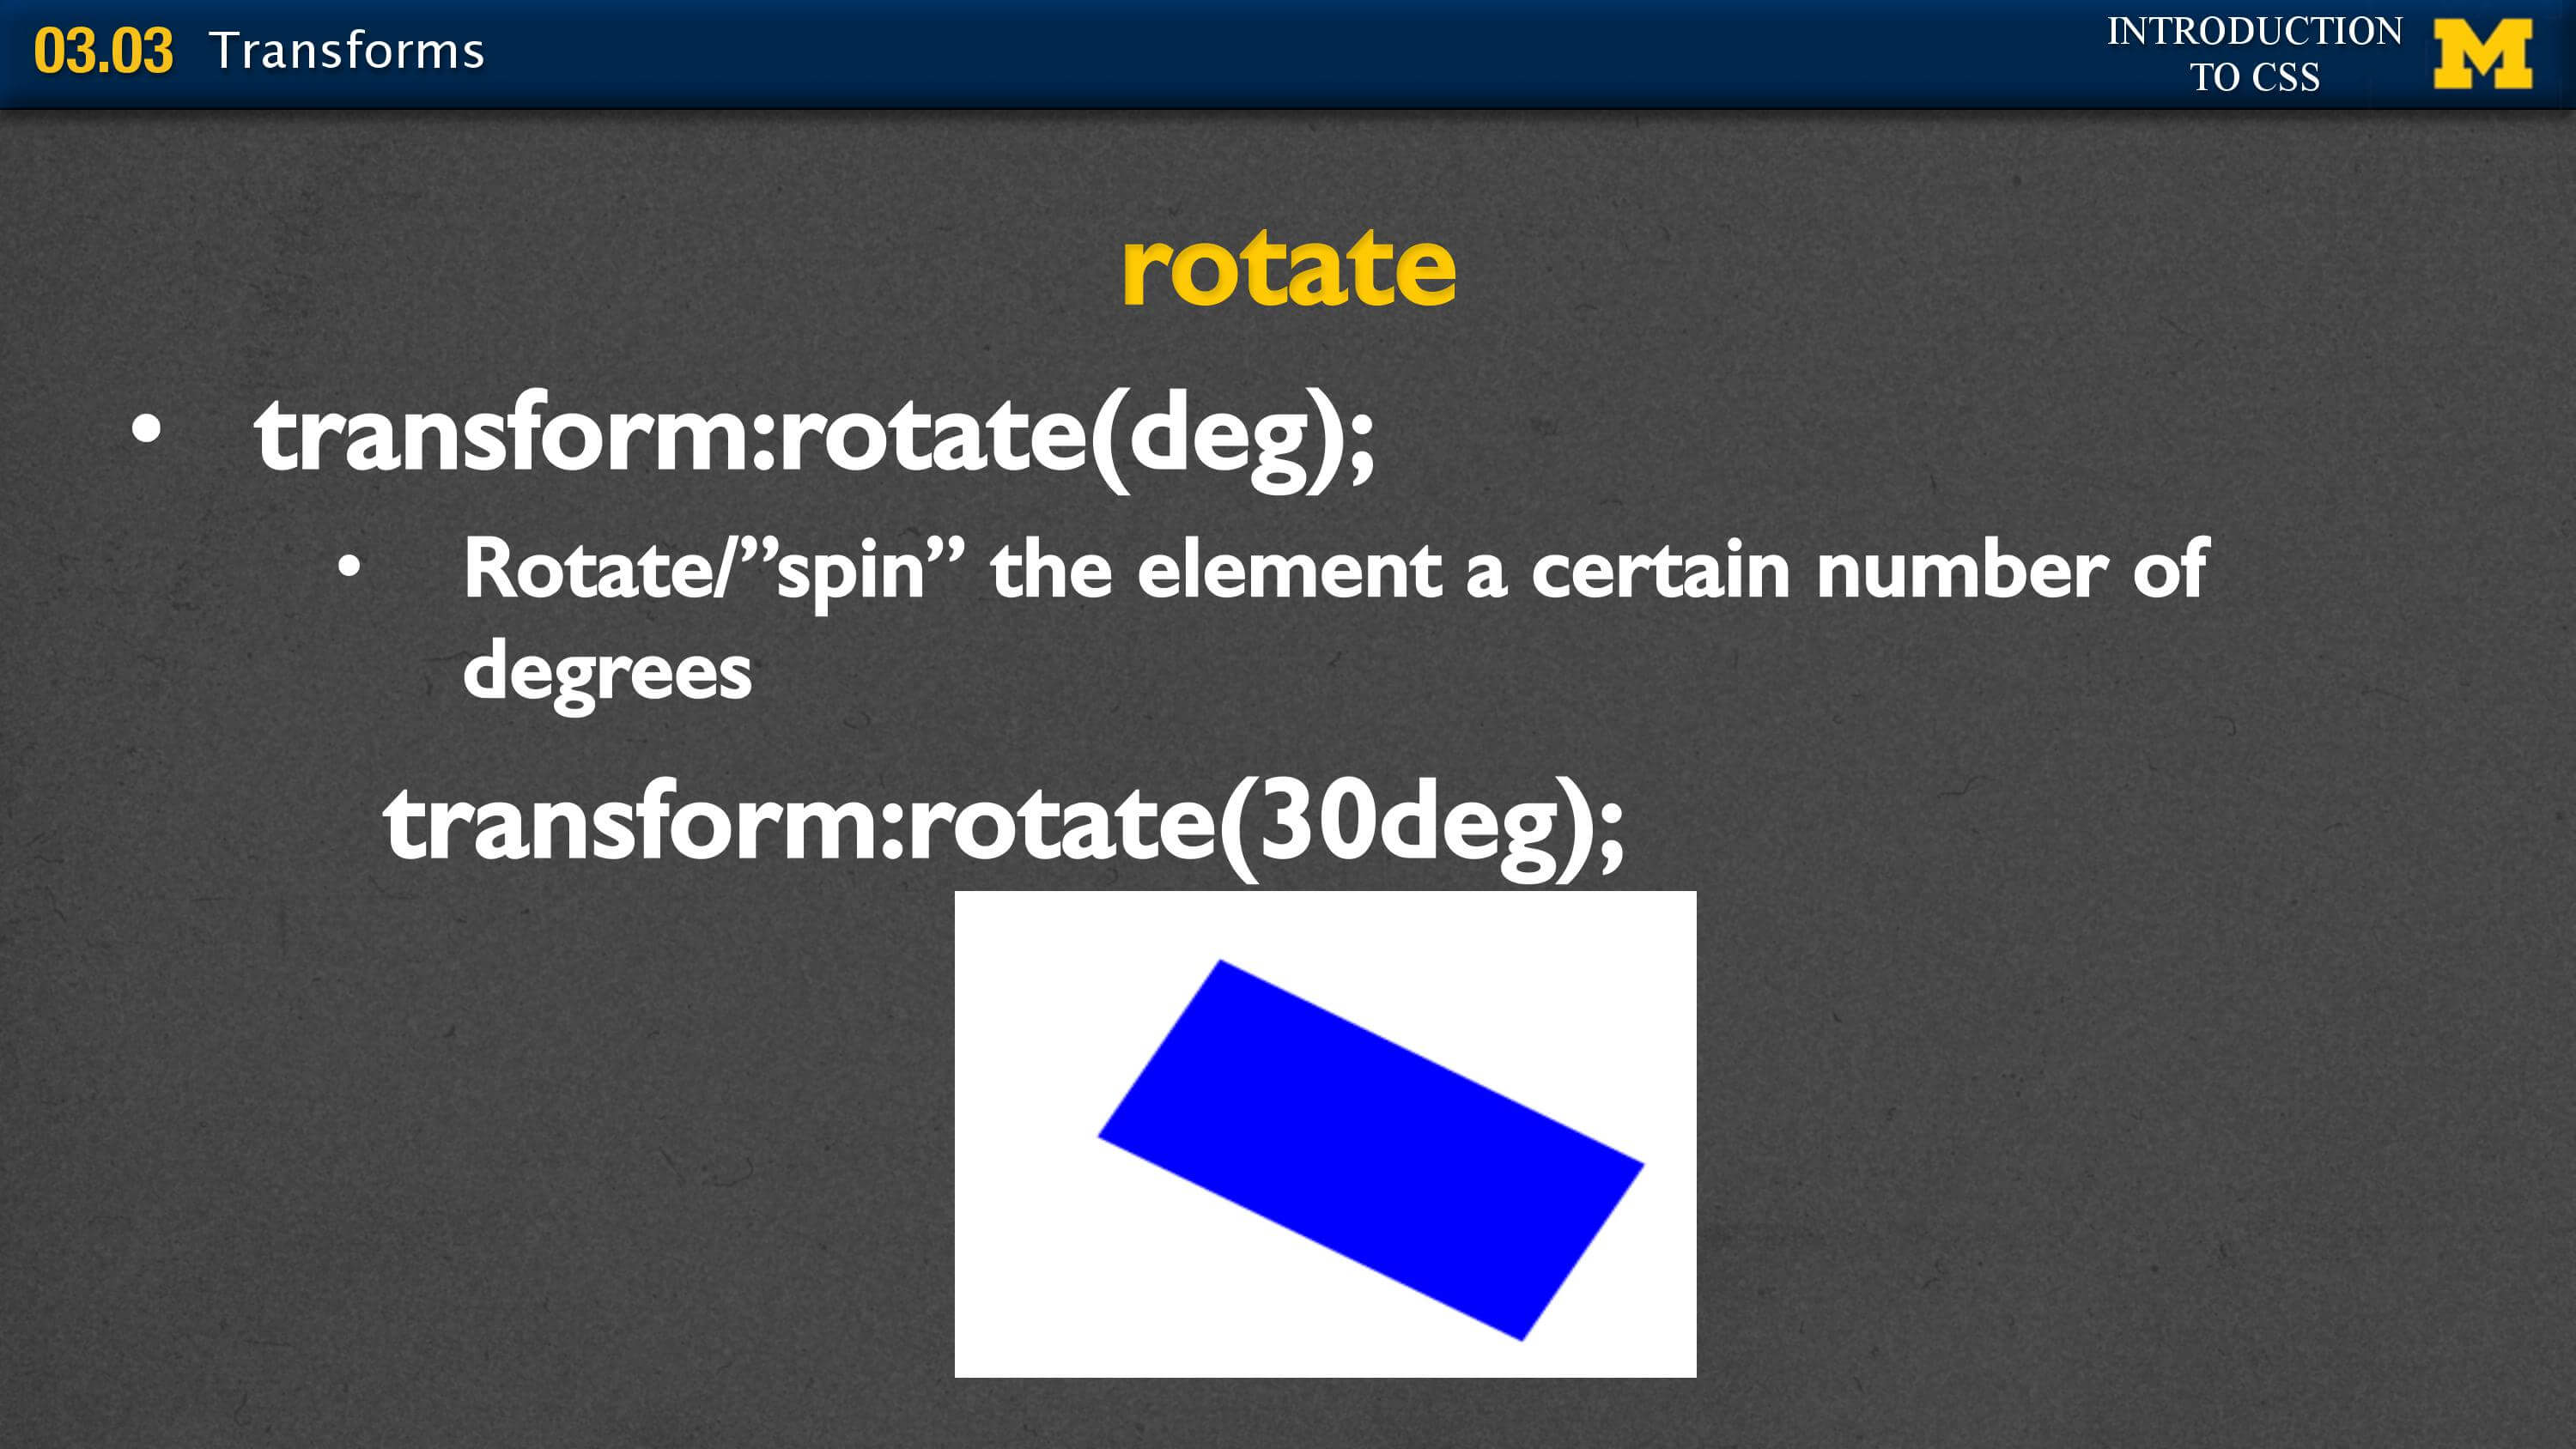 03.03 Transforms
INTRODUCTION
TO CSS
M
rotate
• transform:rotate(deg);
• Rotate/”spin” the element a certain number of
degrees
transform:rotate(30deg);